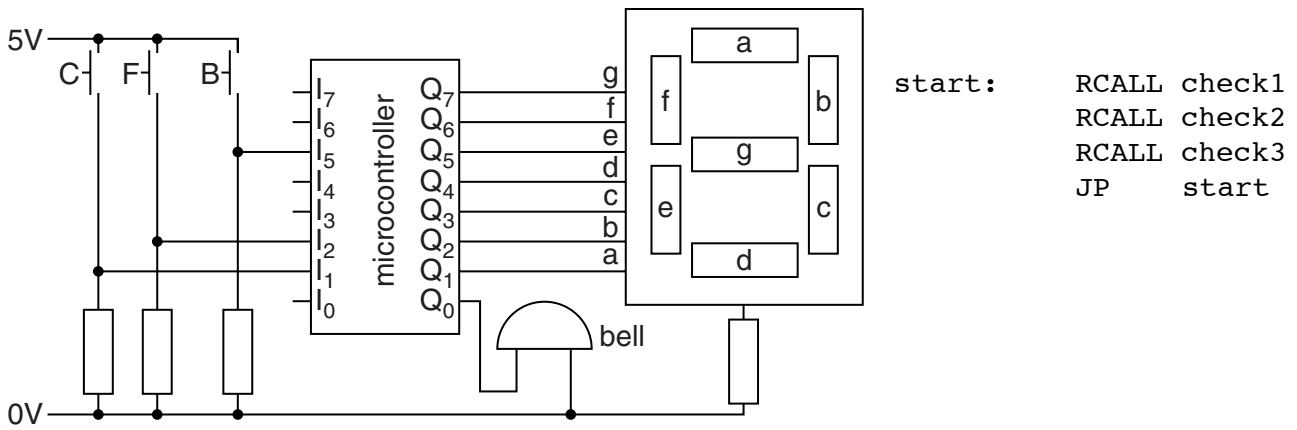 5V
C F B
I7
I6
I5
I4
I3
I2
I1
I0
microcontroller
Q7
Q6
Q5
Q4
Q3
Q2
Q1
Q0
g
f
e
d
c
b
a
a
f
b
g
e
c
d
bell
0V
start: RCALL check1
RCALL check2
RCALL check3
JP start